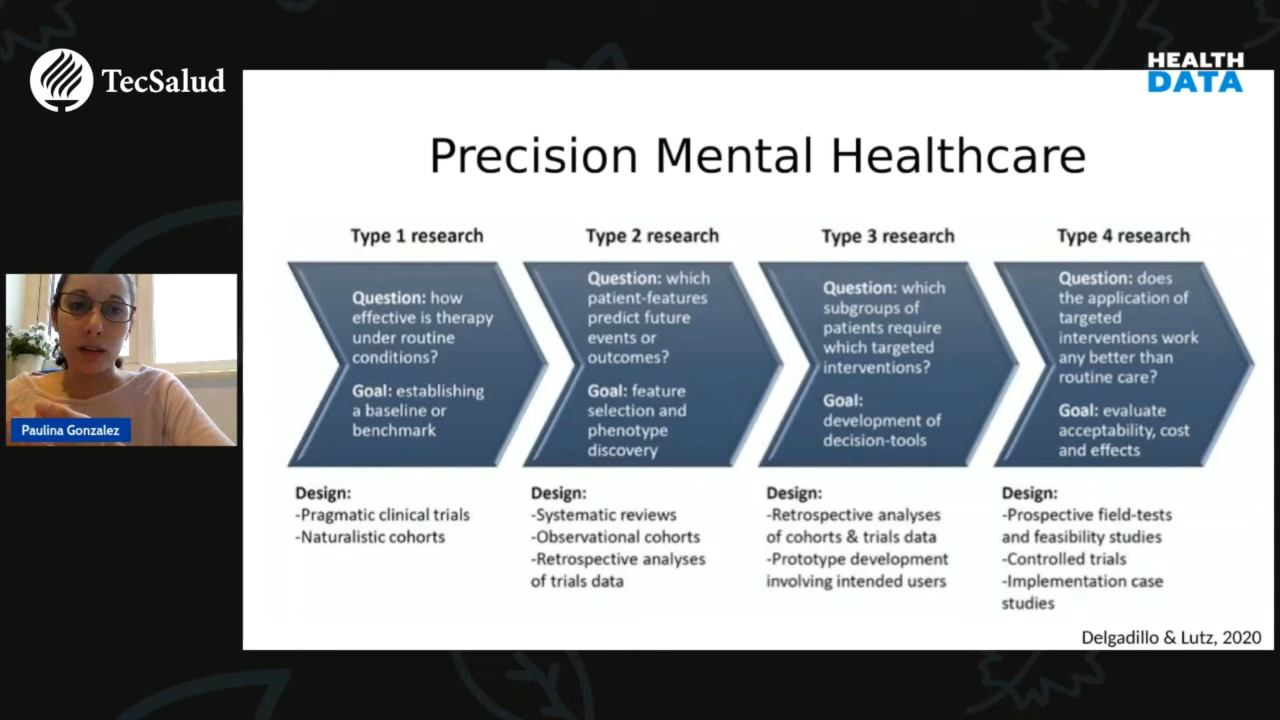 TecSalud
HEALTH
DATA
Precision Mental Healthcare
Type 1 research
Question: how
effective is therapy
under routine
conditions?
Goal: establishing
a baseline or
benchmark
Design:
-Pragmatic clinical trials
-Naturalistic cohorts
Type 2 research
Question: which
patient-features
predict future
events or
outcomes?
Goal: feature
selection and
phenotype
discovery
Design:
-Systematic reviews
-Observational cohorts
-Retrospective analyses
of trials data
Type 3 research
Question: which
subgroups of
patients require
which targeted
interventions?
Goal:
development of
decision-tools
Design:
-Retrospective analyses
of cohorts & trials data
-Prototype development
involving intended users
Type 4 research
Question: does
the application of
targeted
interventions work
any better than
routine care?
Goal: evaluate
acceptability, cost
and effects
Design:
-Prospective field-tests
and feasibility studies
-Controlled trials
-Implementation case
studies
Delgadillo & Lutz, 2020
Paulina Gonzalez